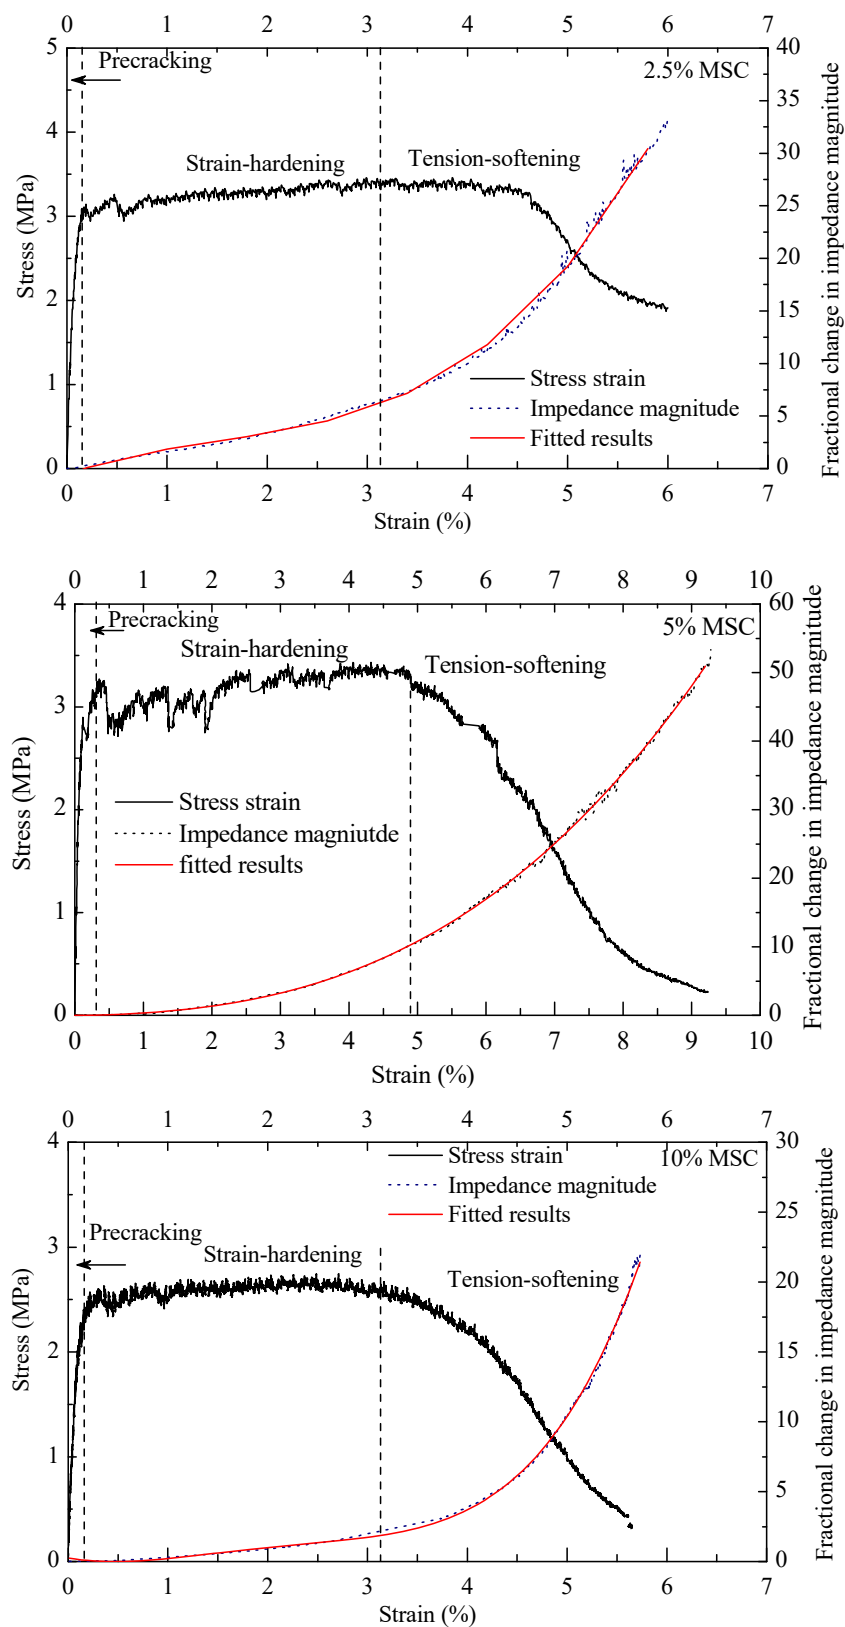 0 1 2 3 4 5 6 7
5 40
Precracking
2.5% MSC
35
4
30
Strain-hardening Tension-softening
25
3
20
2
15
10
Stress strain
1
Impedance magnitude
5
Fitted results
0 0
0 1 2 3 4 5 6 7
Strain (%)
Stress (MPa)
Fractional change in impedance magnitude
0 1 2 3 4 5 6 7 8 9 10
4 60
Precracking
5% MSC
Strain-hardening
Tension-softening
50
3
40
Stress strain
2 30
Impedance magniutde
fitted results
20
1
10
0 0
0 1 2 3 4 5 6 7 8 9 10
Strain (%)
Stress (MPa)
Fractional change in impedance magnitude
0 1 2 3 4 5 6 7
4 30
Stress strain
10% MSC
Impedance magnitude
25
Fitted results
Precracking
3
Strain-hardening
Tension-softening
20
2
15
10
1
5
0 0
0 1 2 3 4 5 6 7
Strain (%)
Stress (MPa)
Fractional change in impedance magnitude